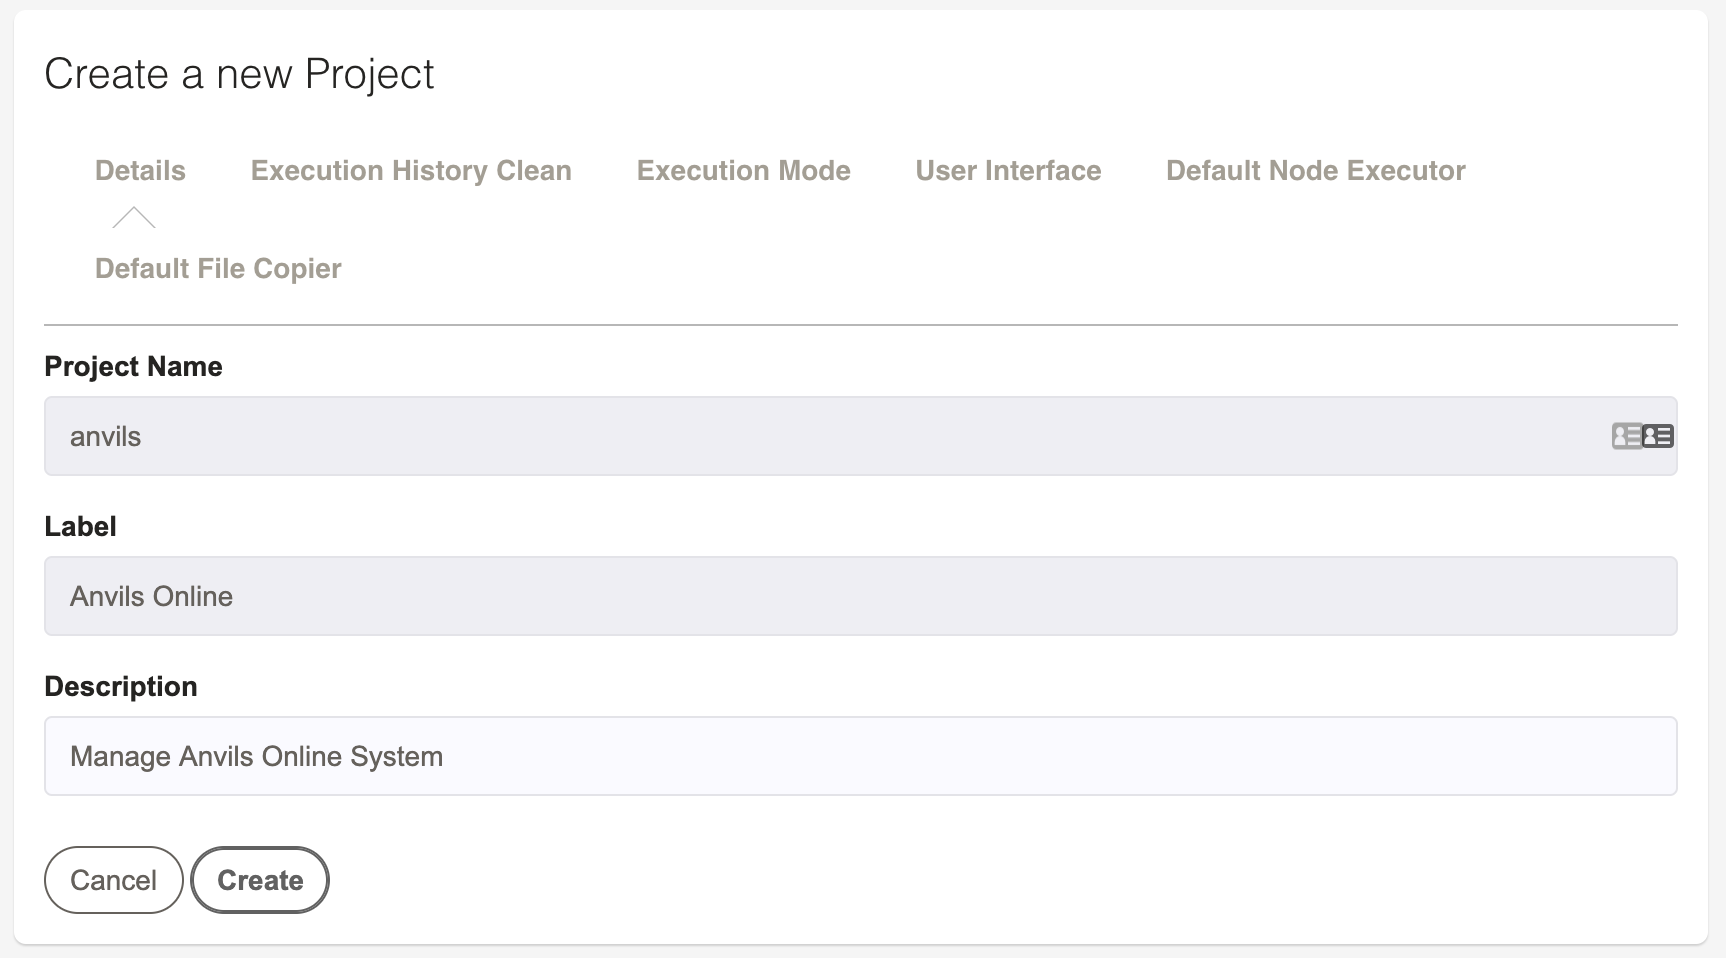 Create a new Project
Details Execution History Clean Execution Mode User Interface Default Node Executor
Default File Copier
Project Name
anvils
Label
Anvils Online
Description
Manage Anvils Online System
Cancel Create